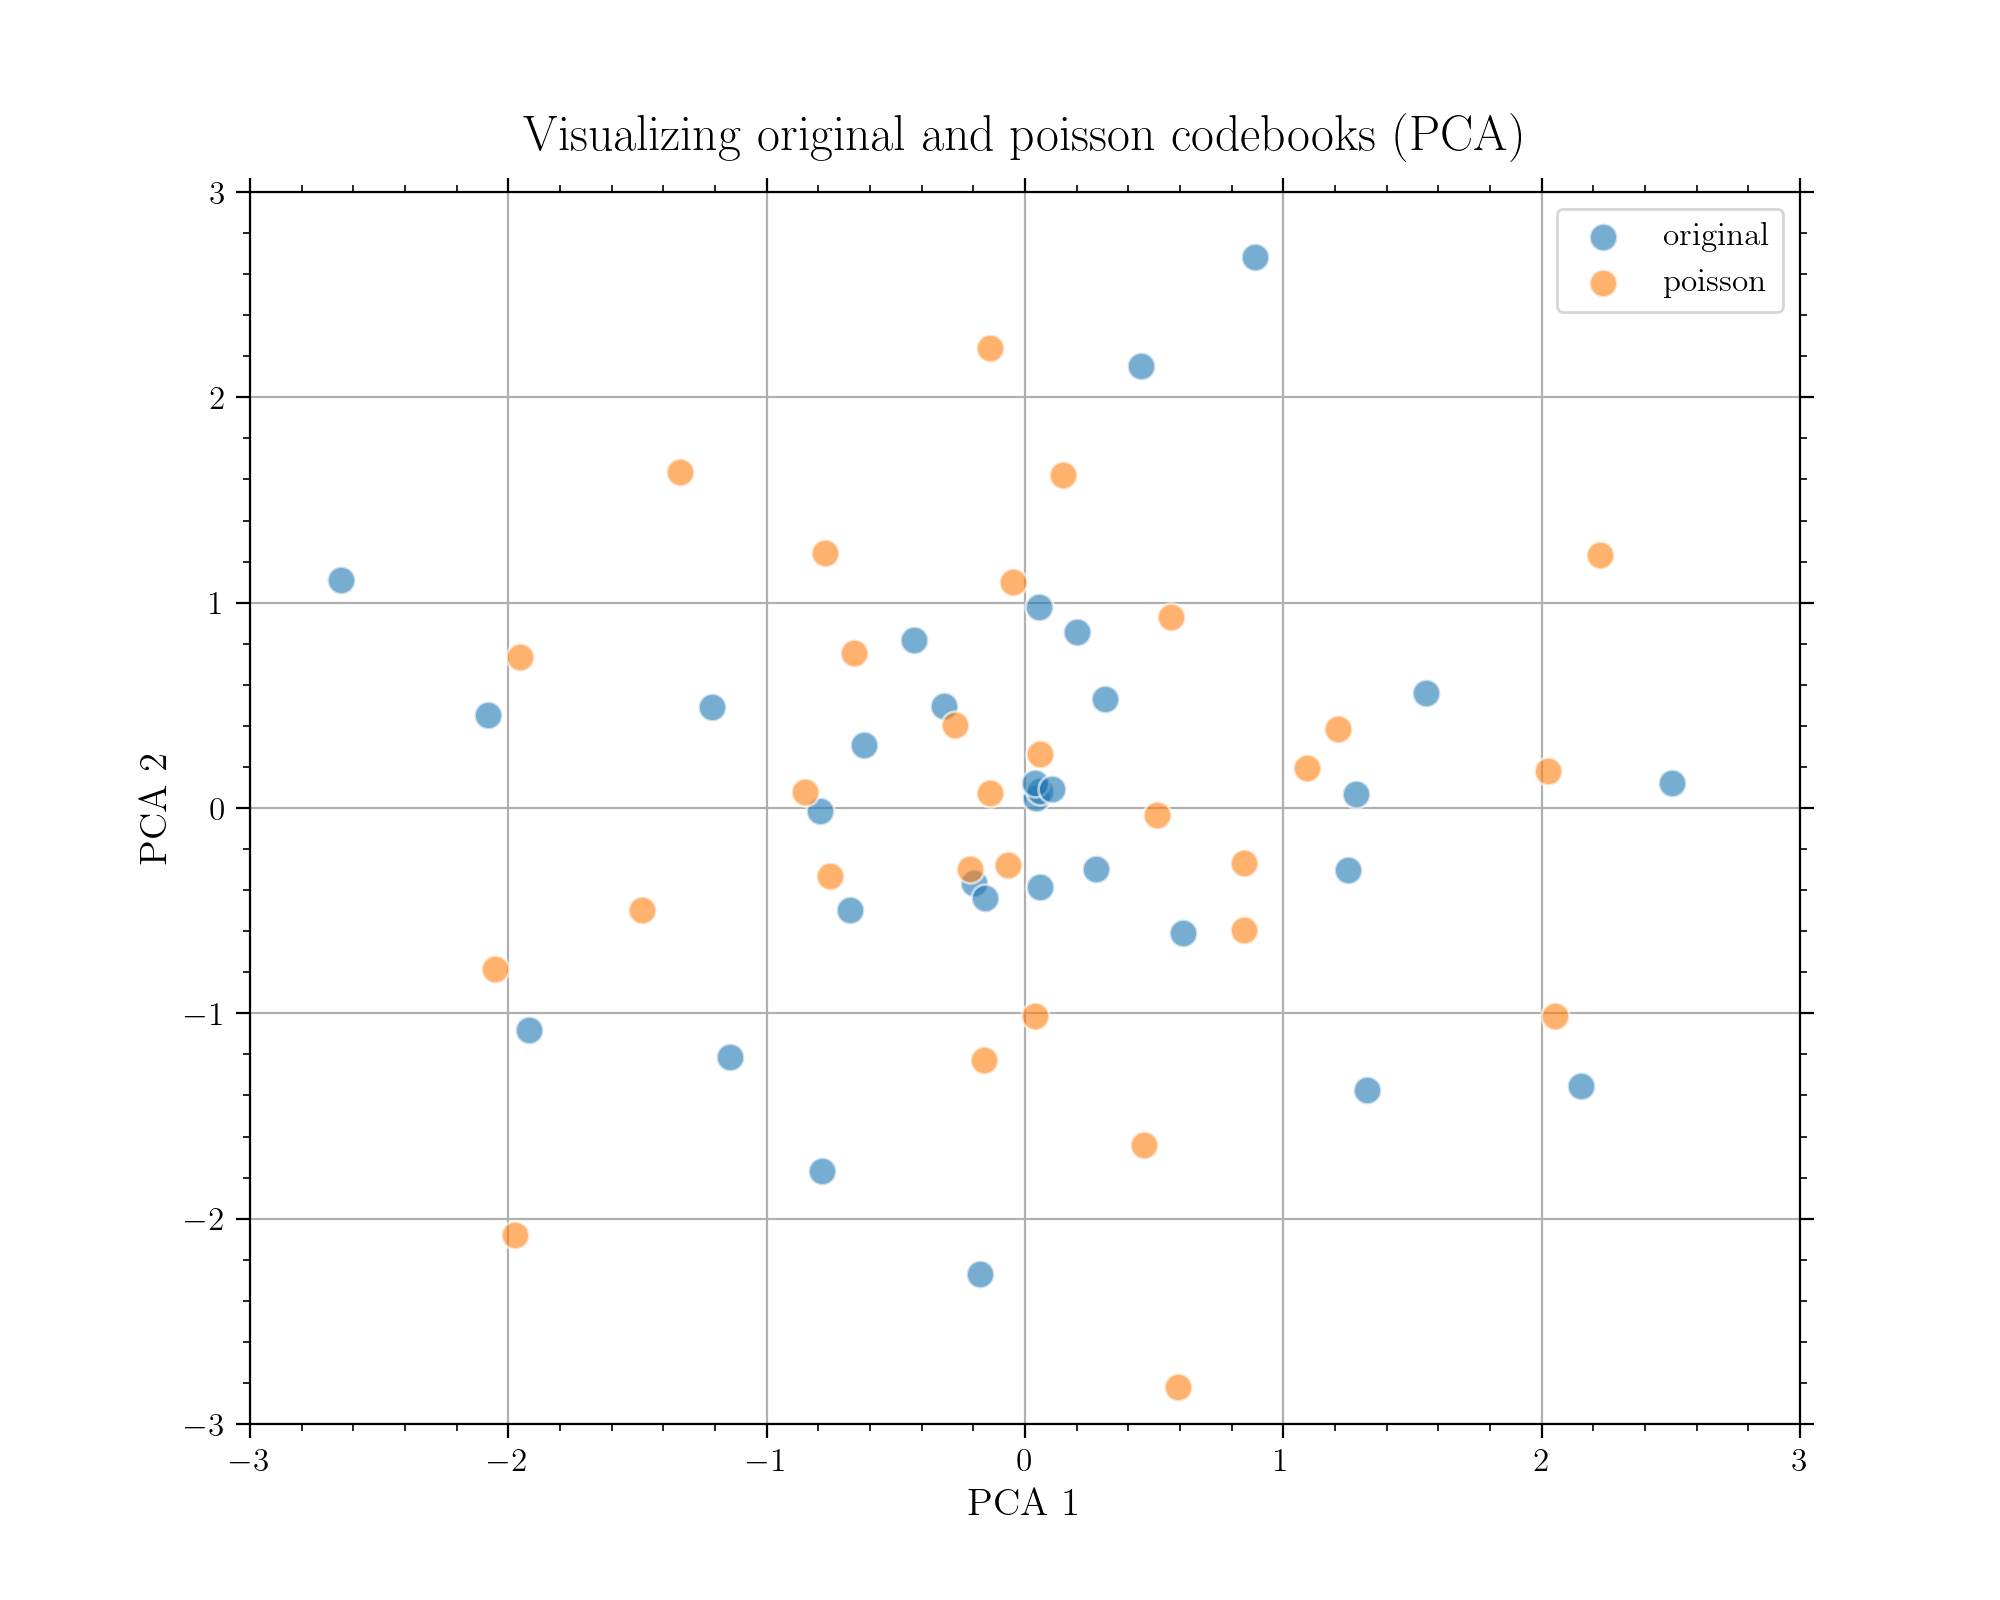 Visualizing original and poisson codebooks (PCA)
original
poisson
3
2
1
0
−1
−2
−3
PCA 2
−3
−2
−1
0
1
2
3
PCA 1